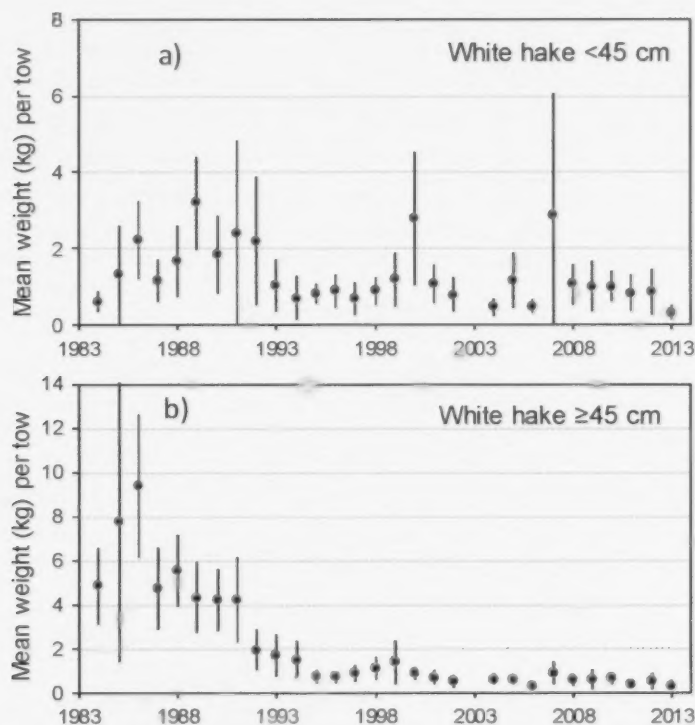 8
a)
White hake <45 cm
6
4
2
0
Mean weight (kg) per tow
1983 1988 1993 1998 2003 2008 2013
14
b)
White hake ≥45 cm
12
10
8
6
4
2
0
Mean weight (kg) per tow
1983 1988 1993 1998 2003 2008 2013